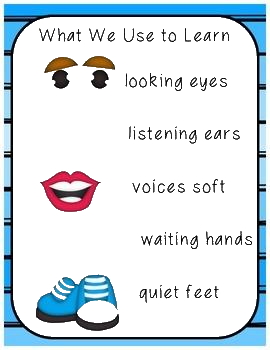 What We Use to Learn
looking eyes
listening ears
voices soft
waiting hands
quiet feet